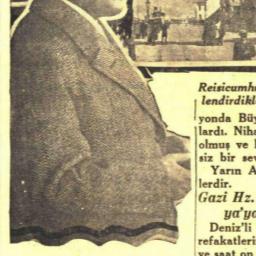 Reisicumhu
lendirdikle
yonda Büy
lardı. Niha
olmuş ve h
siz bir sev
Yarın A
lerdir.
Gazi Hz.
ya'ya
Deniz'li
refakatleri
ve saat on